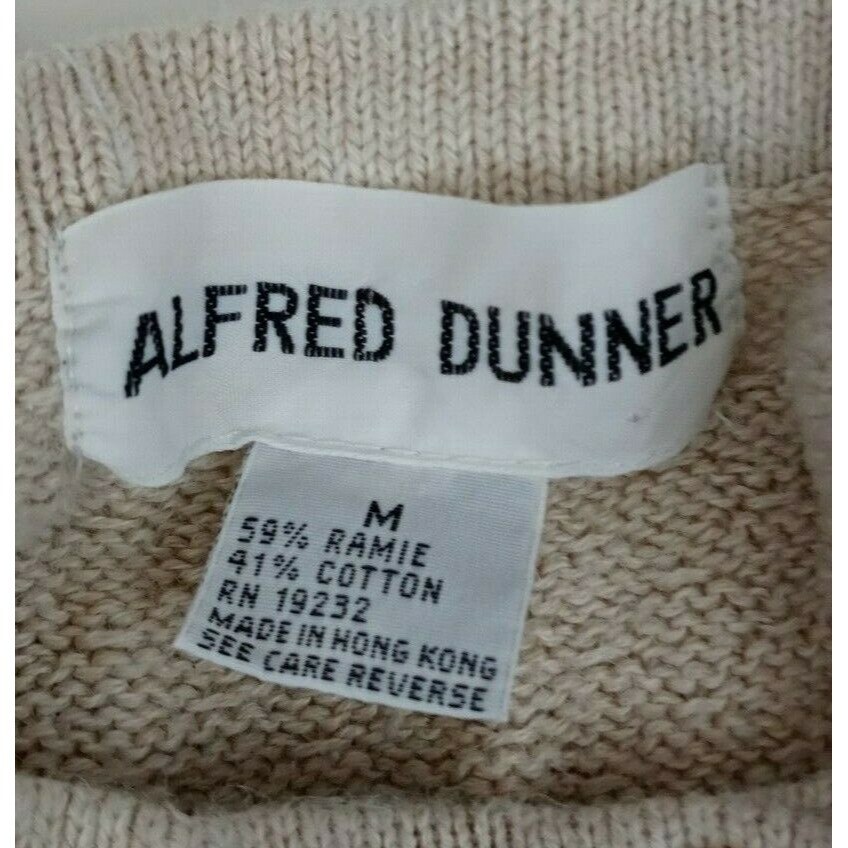 ALFRED DUNNER
M
59% RAMIE
41% COTTON
RN 19232
MADE IN HONG KONG
SEE CARE REVERSE